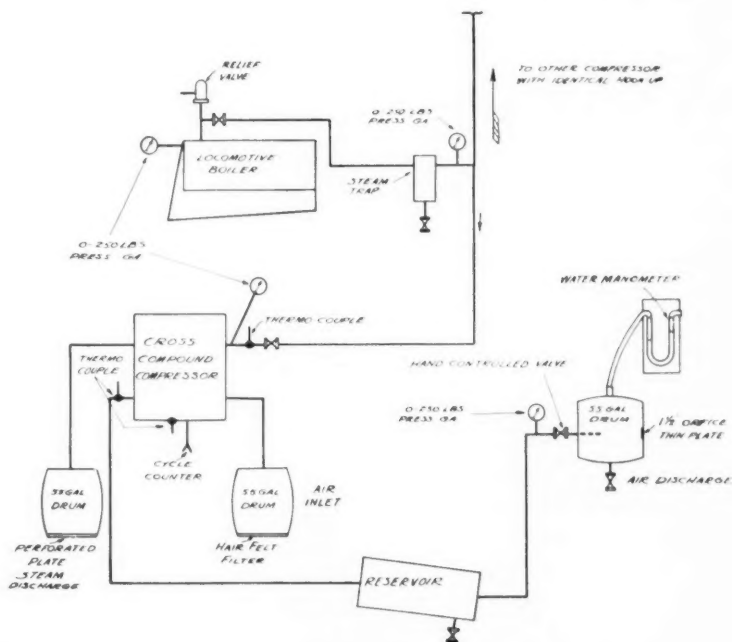 RELIEF
VALVE
TO OTHER COMPRESSOR
WITH IDENTICAL HOOK UP
0-250 LBS
PRESS GA
LOCOMOTIVE
BOILER
STEAM
TRAP
0-250 LBS
PRESS GA
WATER MANOMETER
THERMO COUPLE
CROSS
COMPOUND
COMPRESSOR
THERMO
COUPLE
HAND CONTROLLED VALVE
0-250 LBS
PRESS GA
55 GAL
DRUM
1½ ORIFICE
THIN PLATE
CYCLE
COUNTER
AIR DISCHARGE
55 GAL
DRUM
55 GAL
DRUM
AIR
INLET
PERFORATED
PLATE
STEAM
DISCHARGE
HAIR FELT
FILTER
RESERVOIR